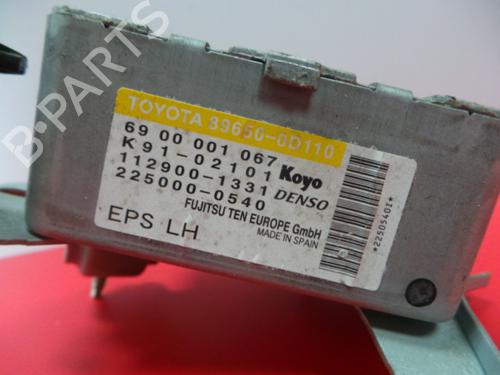 TOYOTA 89650-0D110
69 00 001 067
K91-02101 Koyo
112900-1331 DENSO
225000-0540
FUJITSU TEN EUROPE GmbH
EPS LH MADE IN SPAIN
*2250540I*
B-PARTS